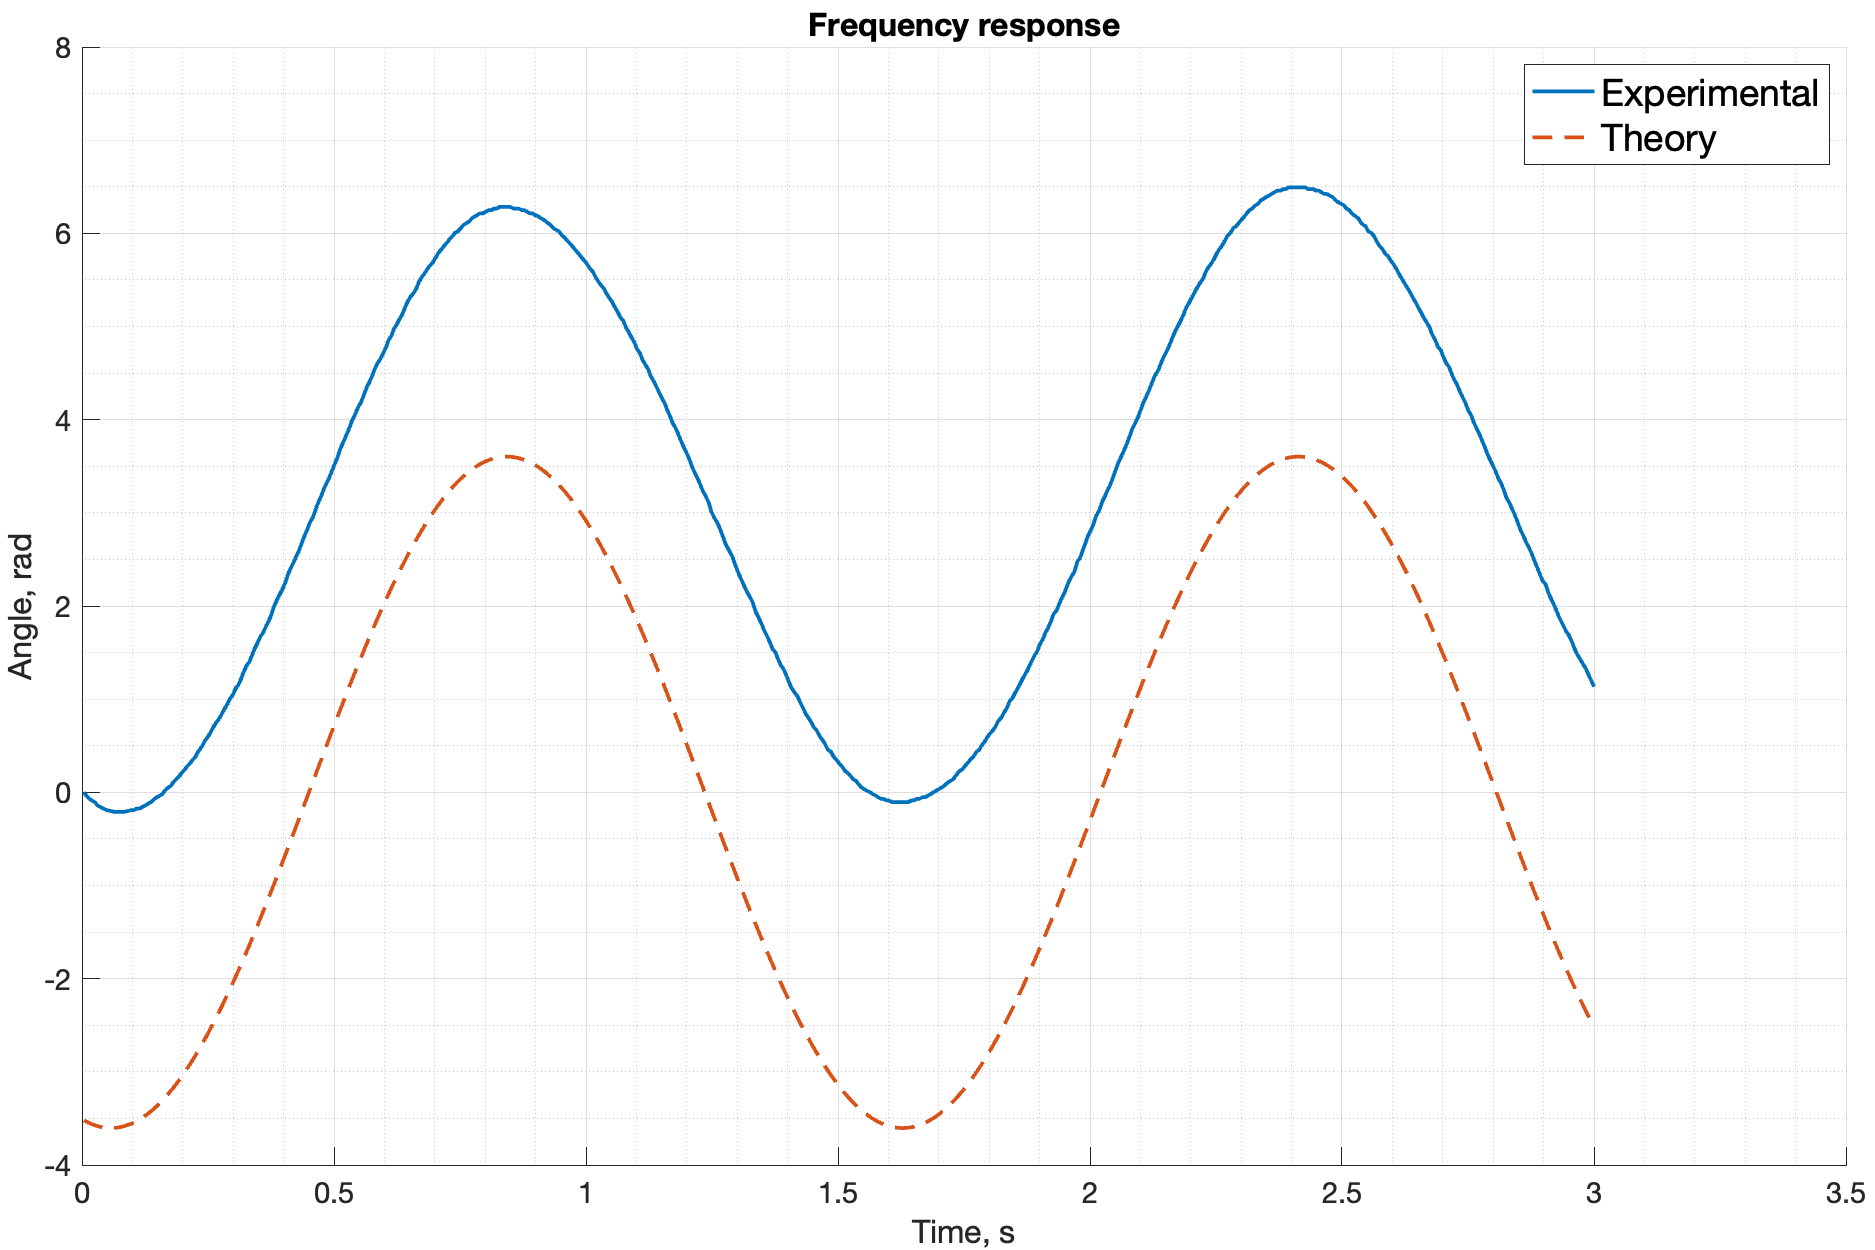 Frequency response
8
6
4
2
0
-2
-4
Angle, rad
Experimental
Theory
0 0.5 1 1.5 2 2.5 3 3.5
Time, s